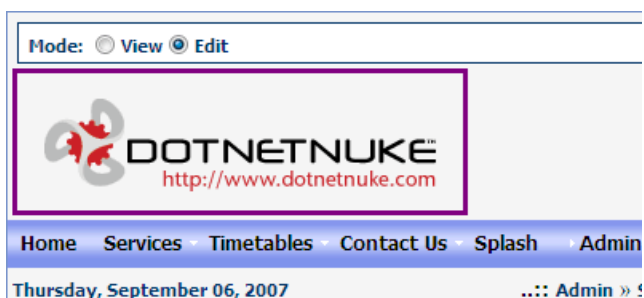 Mode: View Edit
DOTNETNUKE™
http://www.dotnetnuke.com
Home Services Timetables Contact Us Splash Admin
Thursday, September 06, 2007 ..:: Admin »